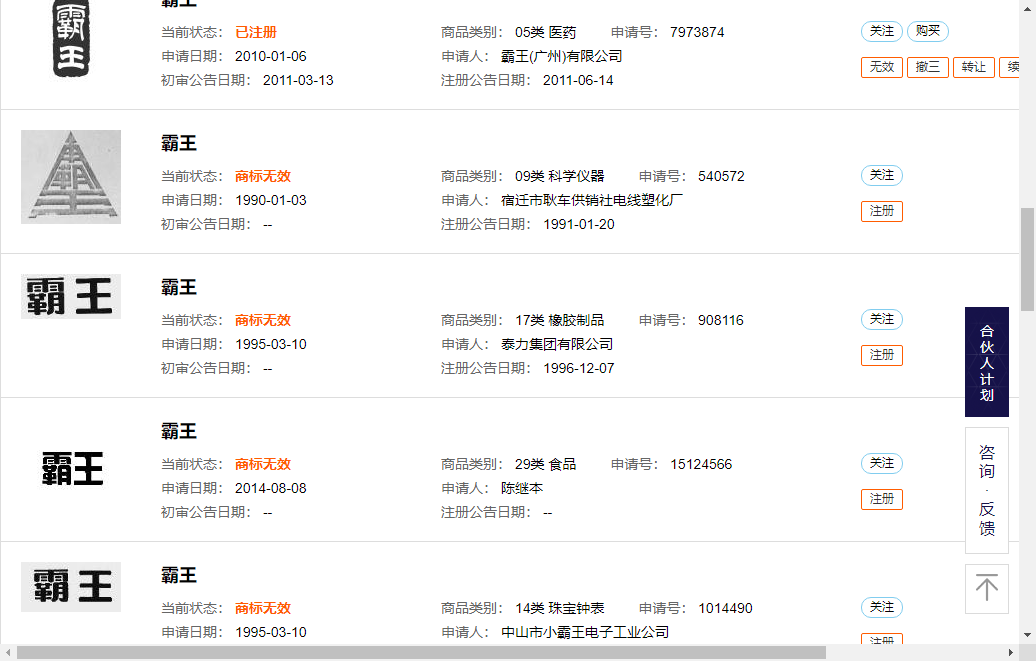 霸王
霸王
当前状态： 已注册 商品类别： 05类 医药 申请号： 7973874 关注 购买
申请日期： 2010-01-06 申请人： 霸王(广州)有限公司
初审公告日期： 2011-03-13 注册公告日期： 2011-06-14 无效 撤三 转让 续
霸王
霸王
当前状态： 商标无效 商品类别： 09类 科学仪器 申请号： 540572 关注
申请日期： 1990-01-03 申请人： 宿迁市耿车供销社电线塑化厂
初审公告日期： -- 注册公告日期： 1991-01-20 注册
霸王
霸王
当前状态： 商标无效 商品类别： 17类 橡胶制品 申请号： 908116 关注
申请日期： 1995-03-10 申请人： 泰力集团有限公司
初审公告日期： -- 注册公告日期： 1996-12-07 注册
霸王
霸王
当前状态： 商标无效 商品类别： 29类 食品 申请号： 15124566 关注
申请日期： 2014-08-08 申请人： 陈继本
初审公告日期： -- 注册公告日期： -- 注册
霸王
霸王
当前状态： 商标无效 商品类别： 14类 珠宝钟表 申请号： 1014490 关注
申请日期： 1995-03-10 申请人： 中山市小霸王电子工业公司
注册
合伙人计划
咨询·反馈